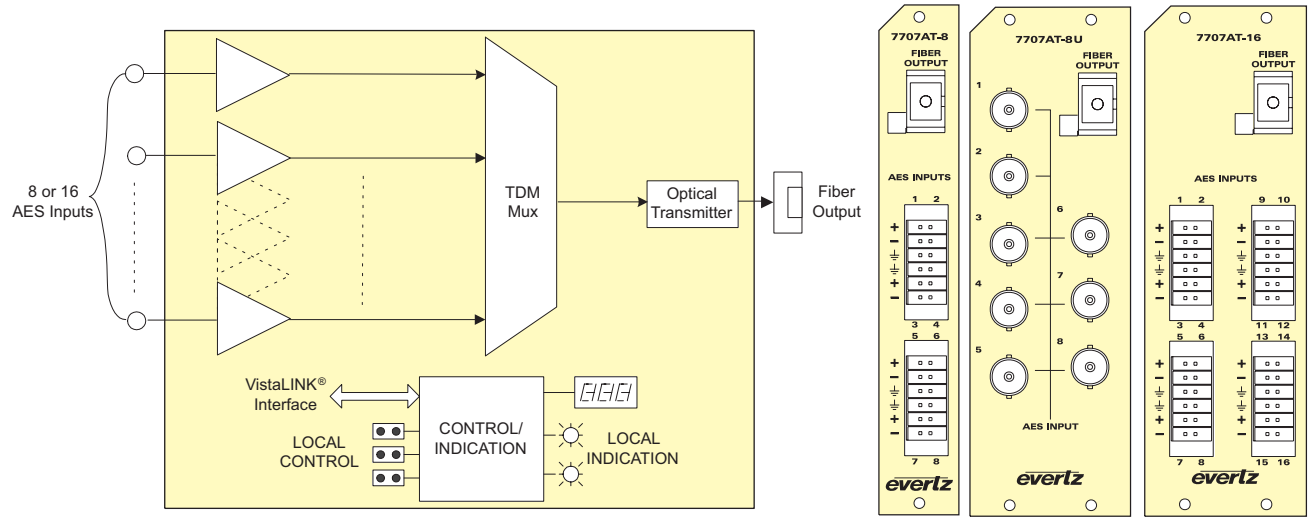 8 or 16
AES Inputs
TDM
Mux
Optical
Transmitter
Fiber
Output
VistaLINK®
Interface
LOCAL
CONTROL
CONTROL/
INDICATION
LOCAL
INDICATION
7707AT-8
FIBER
OUTPUT
AES INPUTS
1 2
+
−
+
−
3 4
5 6
+
−
+
−
7 8
evertz
7707AT-8U
FIBER
OUTPUT
1
2
3
4
5
6
7
8
AES INPUT
evertz
7707AT-16
FIBER
OUTPUT
AES INPUTS
1 2 9 10
+ +
− −
+ +
− −
3 4 11 12
5 6 13 14
+ +
− −
+ +
− −
7 8 15 16
evertz